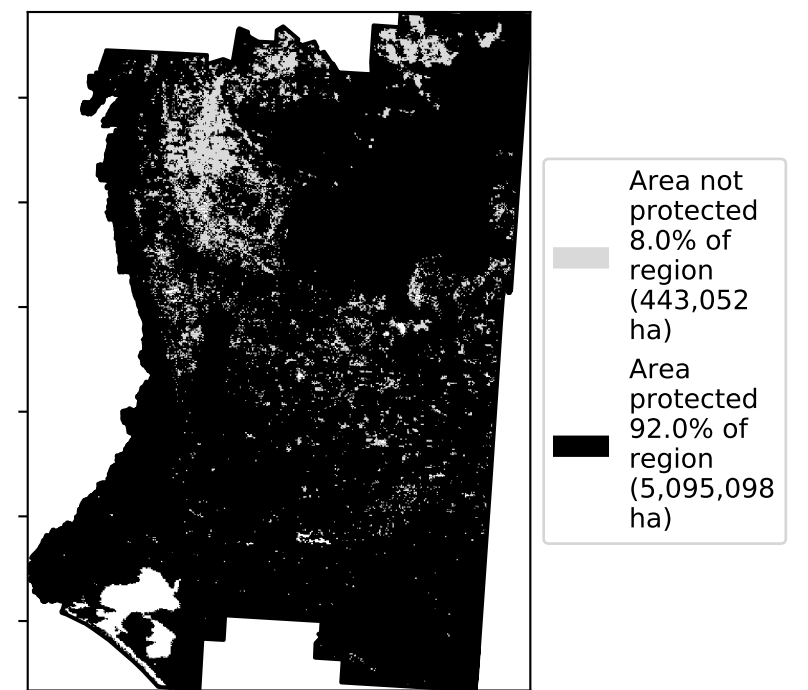 Area not
protected
8.0% of
region
(443,052
ha)
Area
protected
92.0% of
region
(5,095,098
ha)